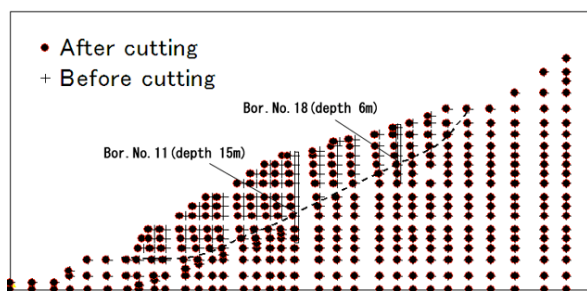 After cutting
Before cutting
Bor. No. 18(depth 6m)
Bor. No. 11(depth 15m)